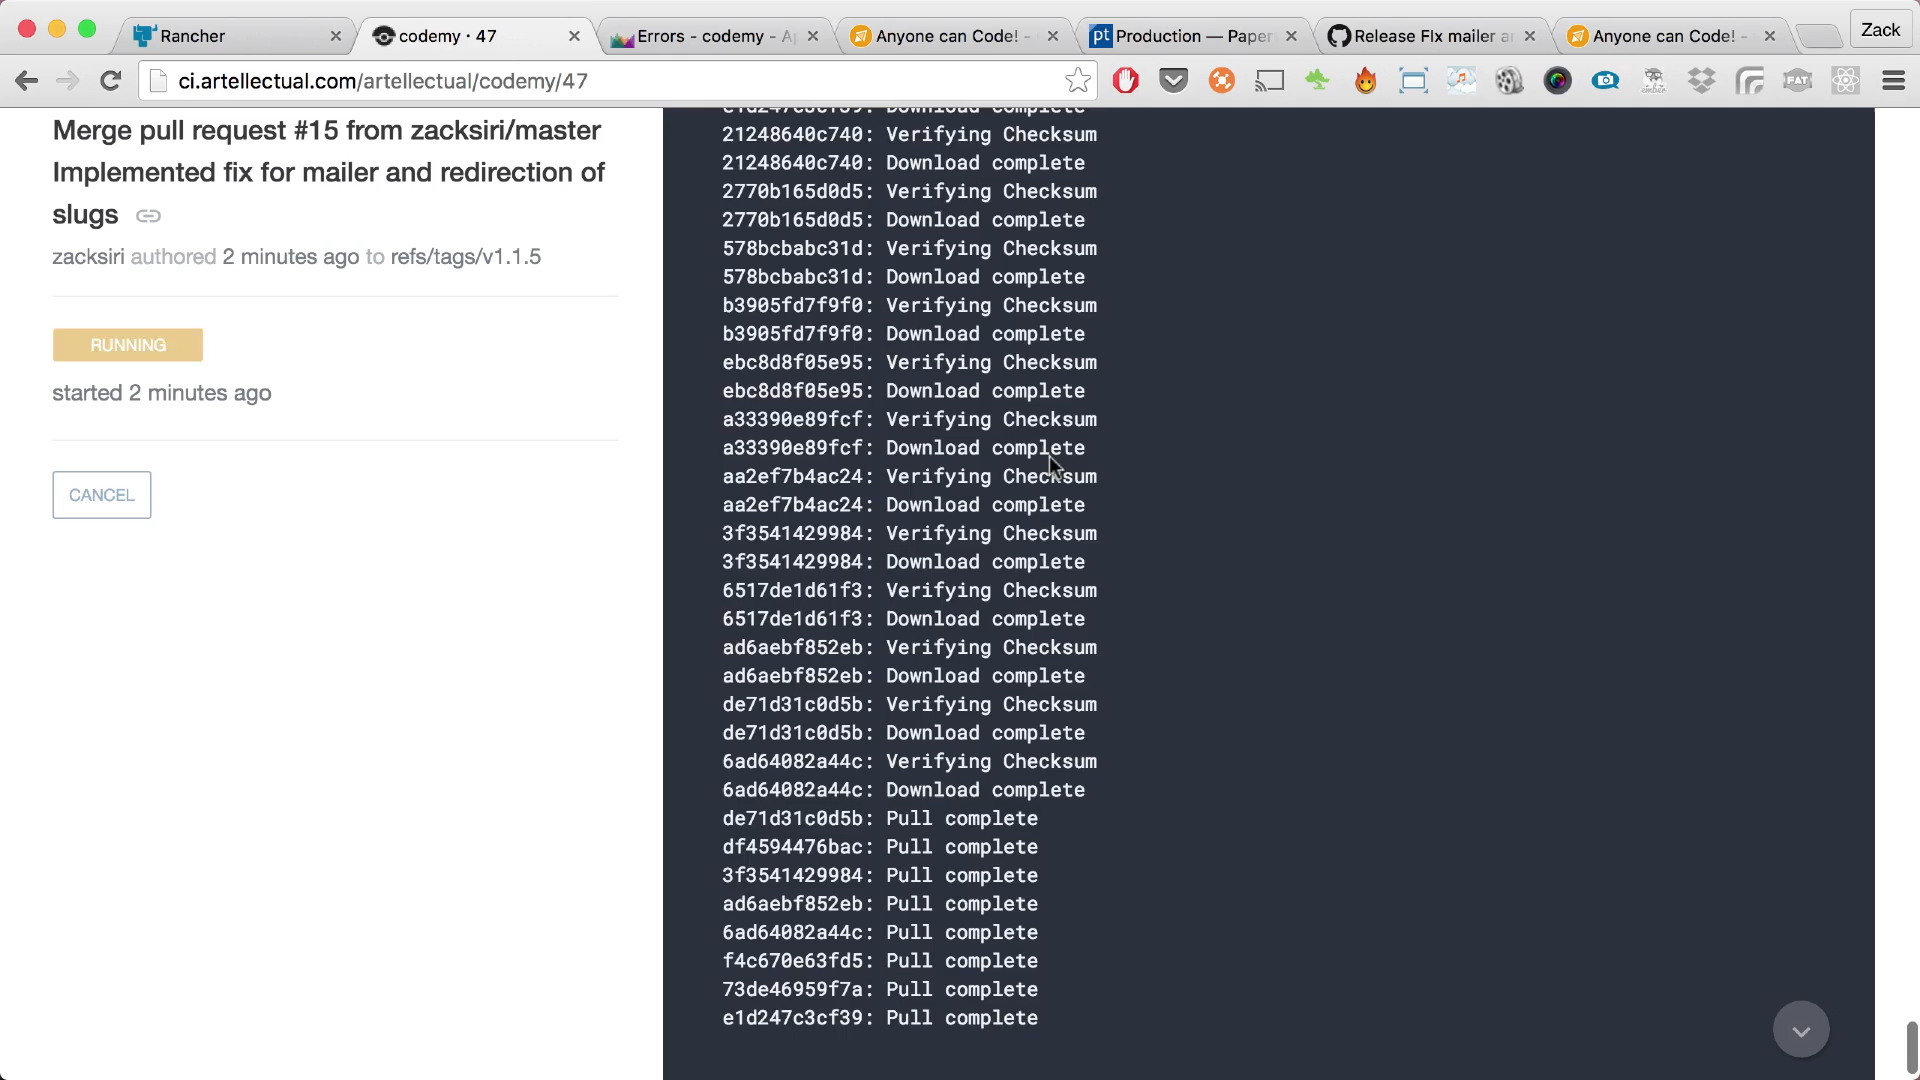 Rancher
codemy · 47
Errors - codemy - A
Anyone can Code! -
pt Production — Paper
Release FIx mailer a
Anyone can Code! -
Zack
ci.artellectual.com/artellectual/codemy/47
FAT
Merge pull request #15 from zacksiri/master
Implemented fix for mailer and redirection of
slugs
zacksiri authored 2 minutes ago to refs/tags/v1.1.5
RUNNING
started 2 minutes ago
CANCEL
e1d247c3cf39: Download complete
21248640c740: Verifying Checksum
21248640c740: Download complete
2770b165d0d5: Verifying Checksum
2770b165d0d5: Download complete
578bcbabc31d: Verifying Checksum
578bcbabc31d: Download complete
b3905fd7f9f0: Verifying Checksum
b3905fd7f9f0: Download complete
ebc8d8f05e95: Verifying Checksum
ebc8d8f05e95: Download complete
a33390e89fcf: Verifying Checksum
a33390e89fcf: Download complete
aa2ef7b4ac24: Verifying Checksum
aa2ef7b4ac24: Download complete
3f3541429984: Verifying Checksum
3f3541429984: Download complete
6517de1d61f3: Verifying Checksum
6517de1d61f3: Download complete
ad6aebf852eb: Verifying Checksum
ad6aebf852eb: Download complete
de71d31c0d5b: Verifying Checksum
de71d31c0d5b: Download complete
6ad64082a44c: Verifying Checksum
6ad64082a44c: Download complete
de71d31c0d5b: Pull complete
df4594476bac: Pull complete
3f3541429984: Pull complete
ad6aebf852eb: Pull complete
6ad64082a44c: Pull complete
f4c670e63fd5: Pull complete
73de46959f7a: Pull complete
e1d247c3cf39: Pull complete